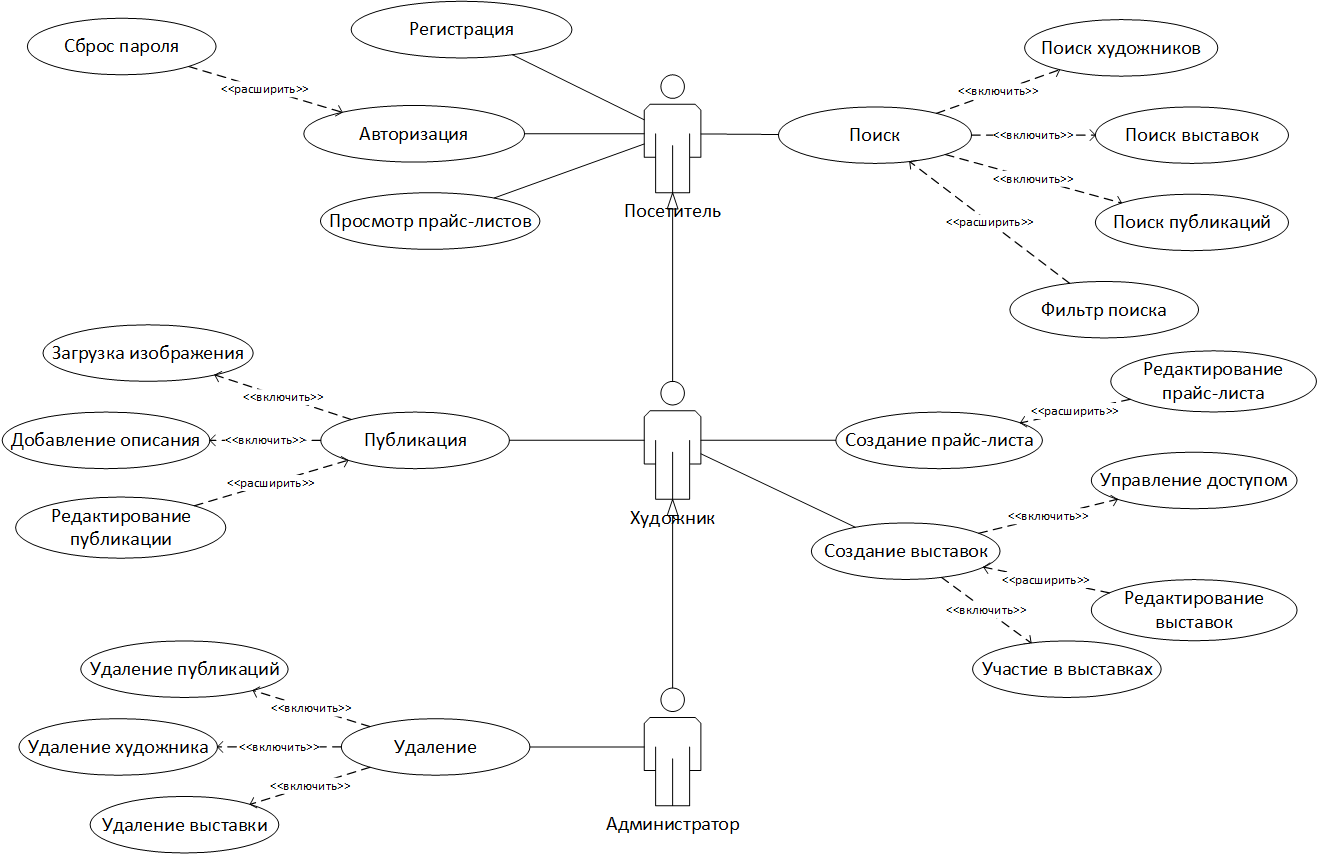 Регистрация
Сброс пароля
Поиск художников
<<расширить>>
<<включить>>
Авторизация
Поиск
<<включить>>
Поиск выставок
<<включить>>
Просмотр прайс-листов
Посетитель
<<расширить>>
Поиск публикаций
Фильтр поиска
Загрузка изображения
Редактирование
прайс-листа
<<включить>>
<<расширить>>
Добавление описания
<<включить>>
Публикация
Создание прайс-листа
<<расширить>>
Управление доступом
Редактирование
публикации
Художник
<<включить>>
Создание выставок
<<расширить>>
Редактирование
выставок
<<включить>>
Участие в выставках
Удаление публикаций
<<включить>>
Удаление художника
<<включить>>
Удаление
<<включить>>
Удаление выставки
Администратор